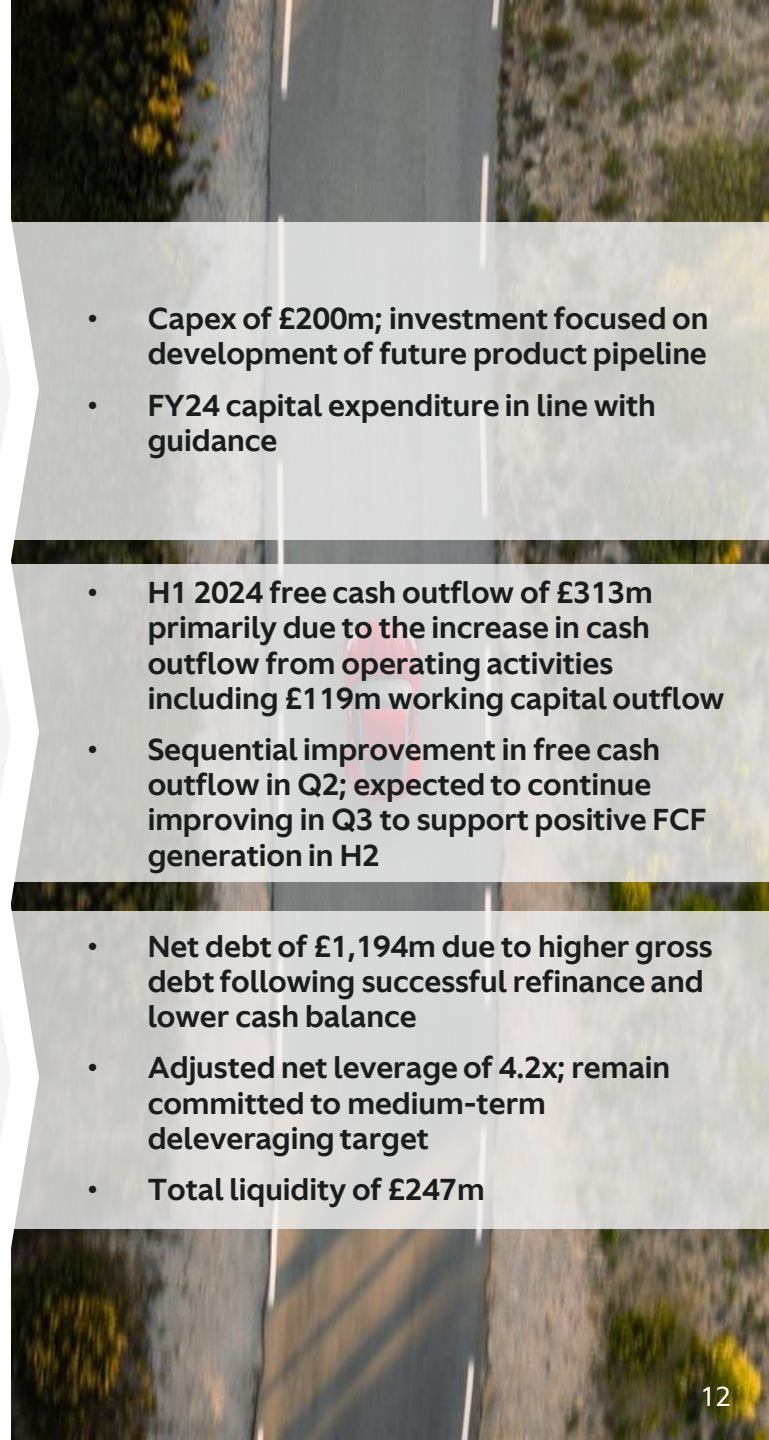 • Capex of £200m; investment focused on
development of future product pipeline
• FY24 capital expenditure in line with
guidance
• H1 2024 free cash outflow of £313m
primarily due to the increase in cash
outflow from operating activities
including £119m working capital outflow
• Sequential improvement in free cash
outflow in Q2; expected to continue
improving in Q3 to support positive FCF
generation in H2
• Net debt of £1,194m due to higher gross
debt following successful refinance and
lower cash balance
• Adjusted net leverage of 4.2x; remain
committed to medium-term
deleveraging target
• Total liquidity of £247m
12